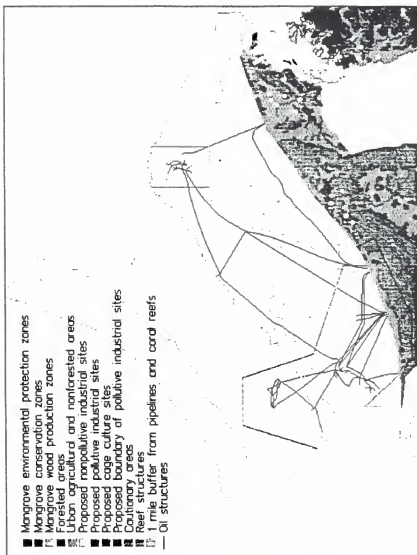 Mangrove environmental protection zones
Mangrove conservation zones
Mangrove wood production zones
Forested areas
Urban agricultural and nonforested areas
Proposed nonpollutive industrial sites
Proposed pollutive industrial sites
Proposed cage culture sites
Proposed boundary of pollutive industrial sites
Cautionary areas
Reef structures
1 mile buffer from pipelines and coral reefs
Oil structures